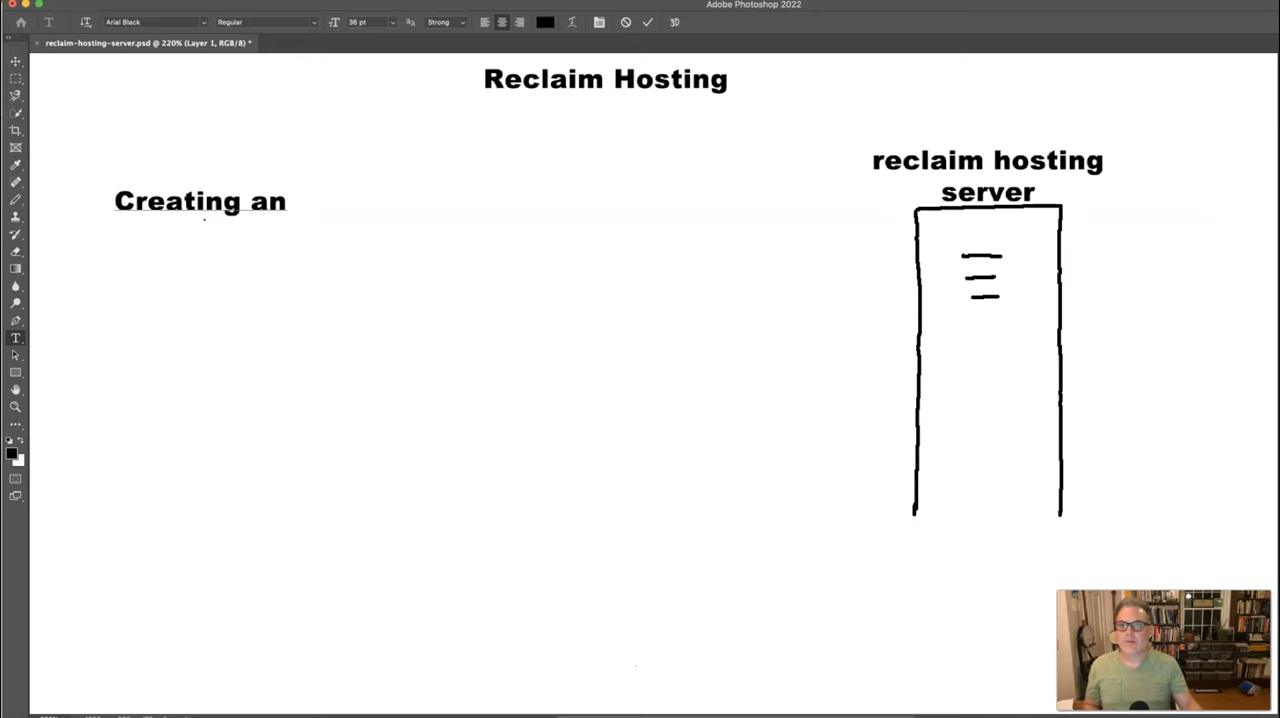 Adobe Photoshop 2022
Arial Black
Regular
36 pt
Strong
3D
× reclaim-hosting-server.psd @ 220% (Layer 1, RGB/8) *
Reclaim Hosting
reclaim hosting
server
Creating an